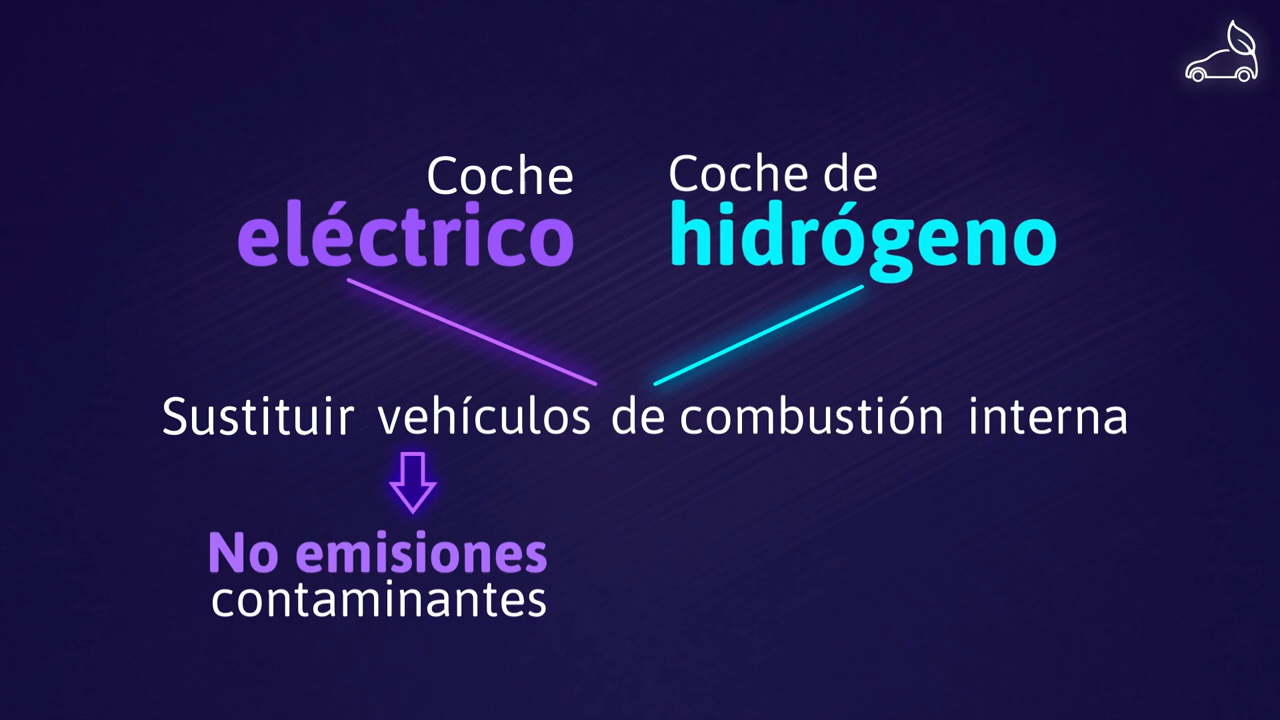 Coche
eléctrico
Coche de
hidrógeno
Sustituir vehículos de combustión interna
No emisiones
contaminantes